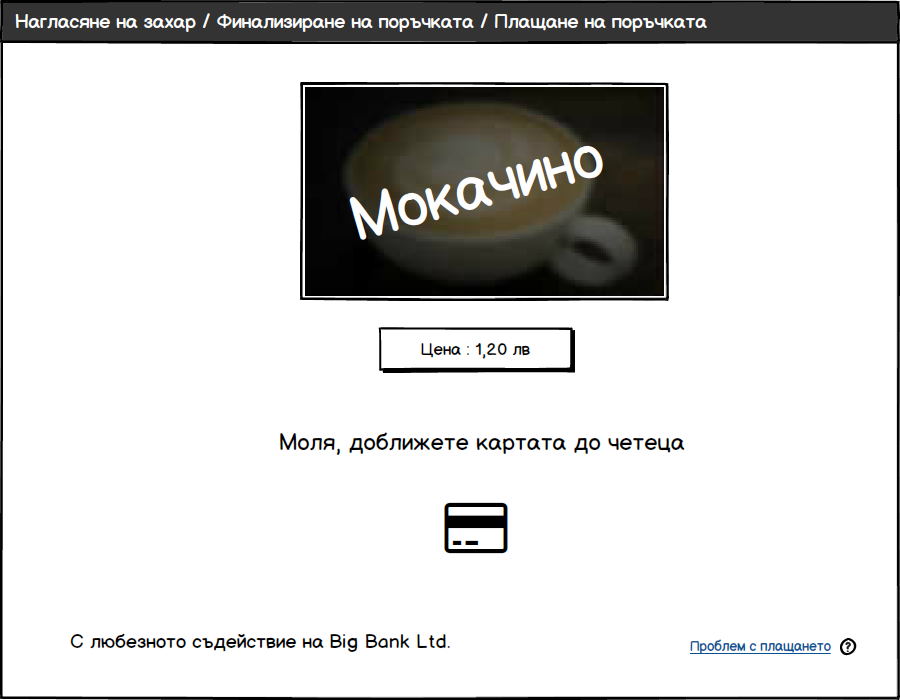 Нагласяне на захар / Финализиране на поръчката / Плащане на поръчката
Мокачино
Цена : 1,20 лв
Моля, доближете картата до четеца
С любезното съдействие на Big Bank Ltd.
Проблем с плащането ?